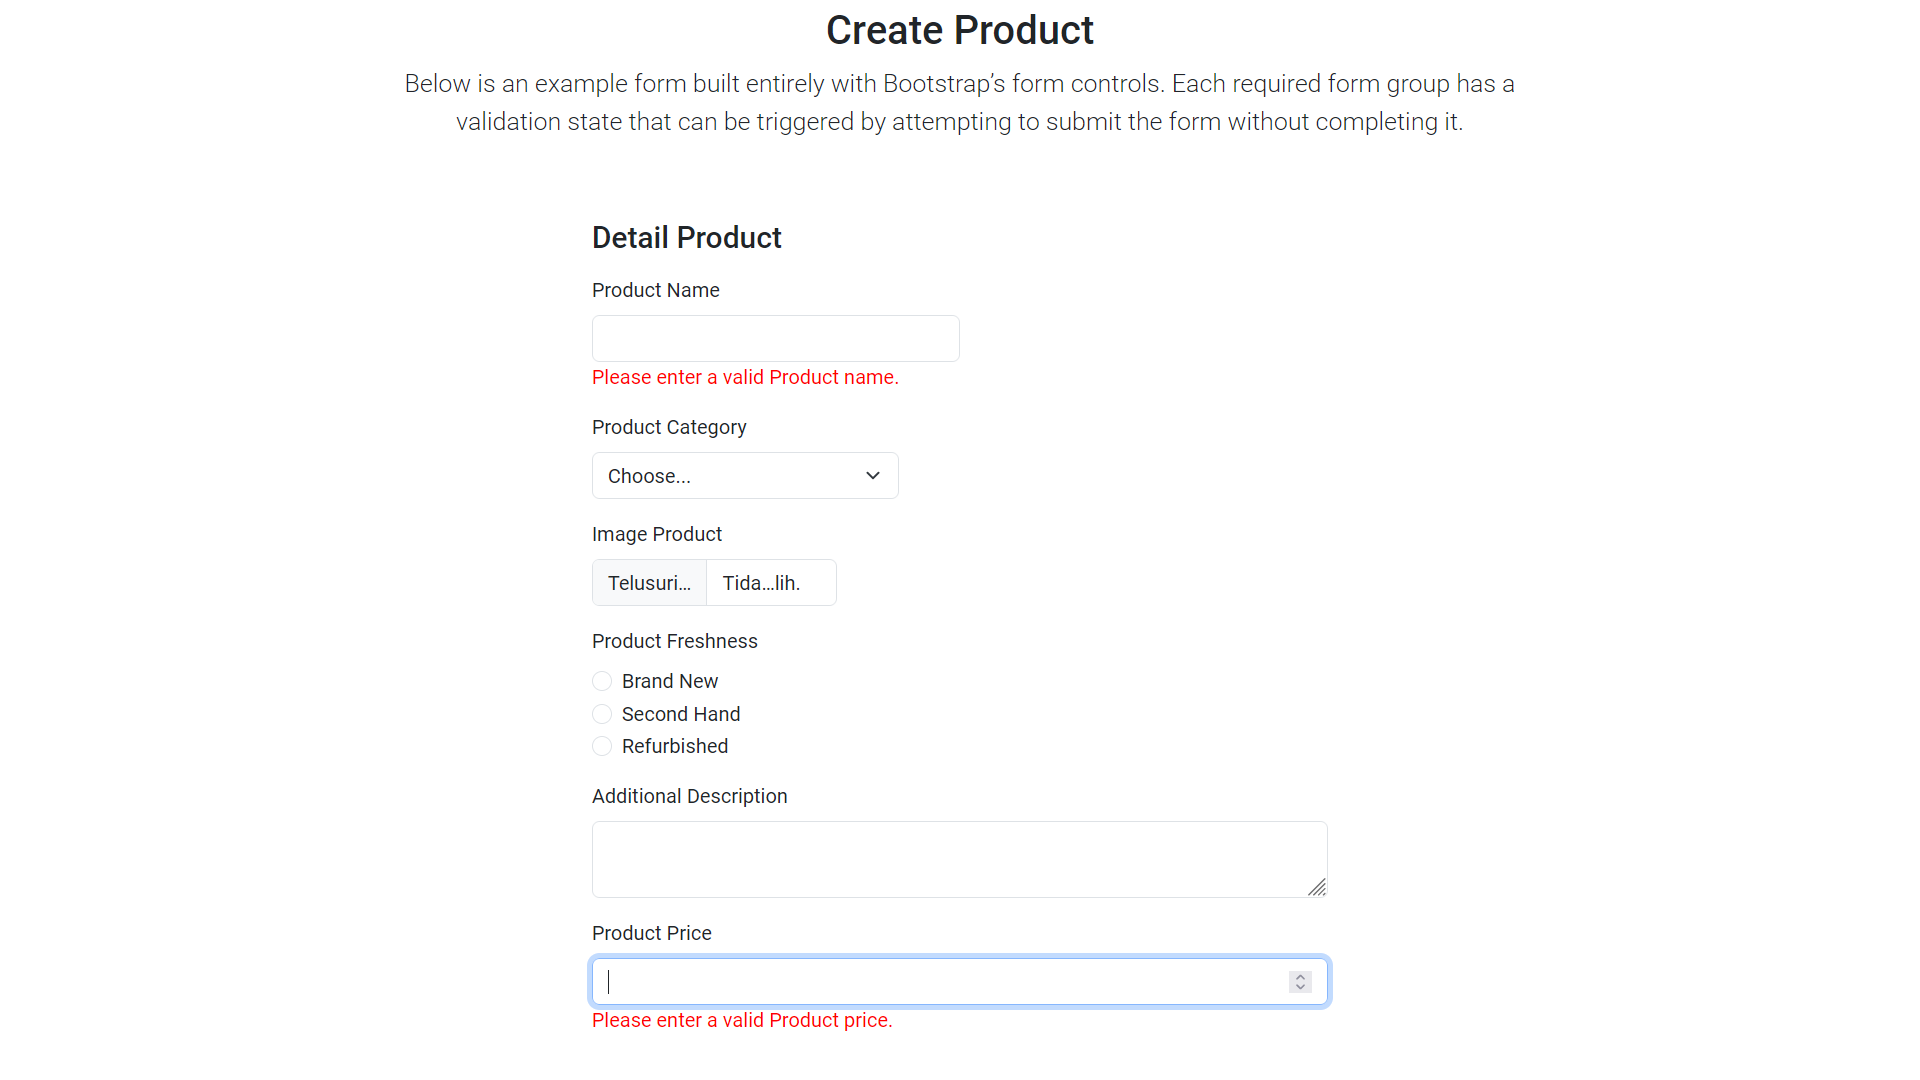 Create Product
Below is an example form built entirely with Bootstrap’s form controls. Each required form group has a
validation state that can be triggered by attempting to submit the form without completing it.
Detail Product
Product Name
Please enter a valid Product name.
Product Category
Choose...
Image Product
Telusuri... Tida...lih.
Product Freshness
Brand New
Second Hand
Refurbished
Additional Description
Product Price
Please enter a valid Product price.